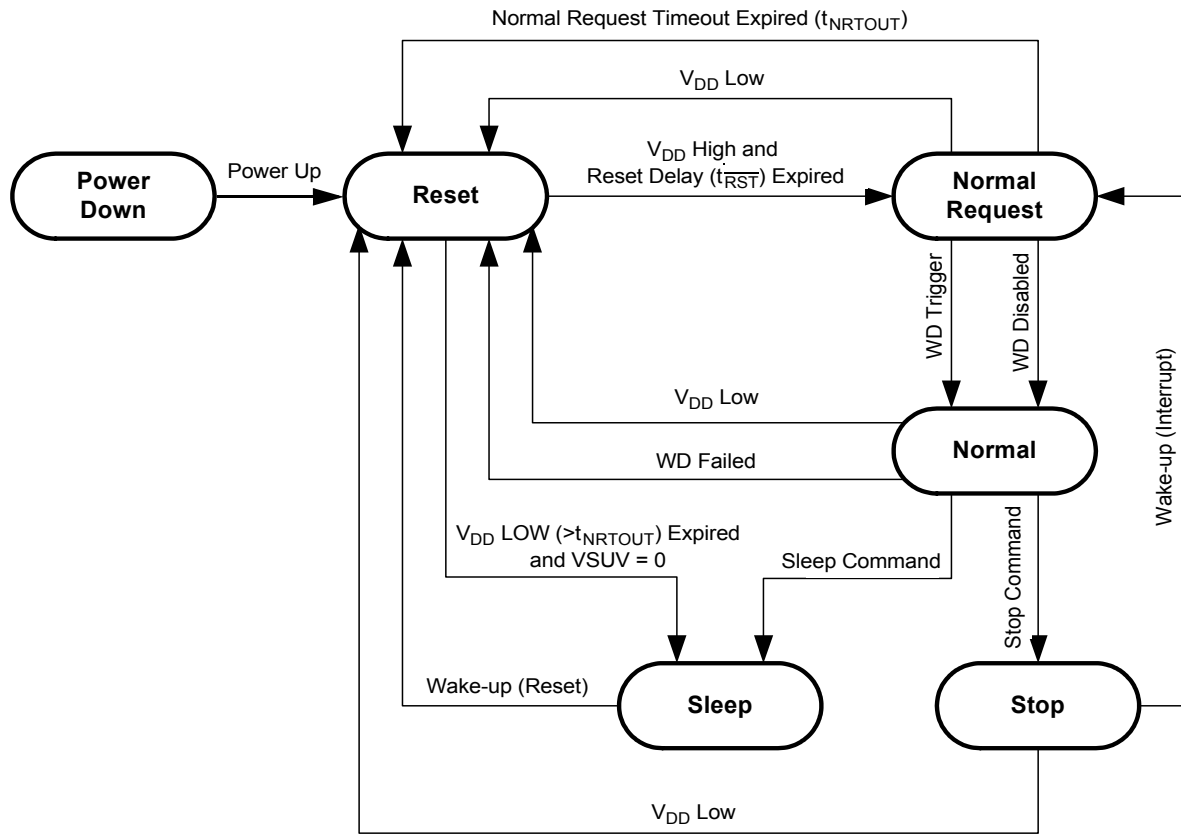 Normal Request Timeout Expired (tNRTOUT)
VDD Low
Power
Down
Power Up
Reset
VDD High and
Reset Delay (tRST) Expired
Normal
Request
WD Trigger
WD Disabled
VDD Low
Normal
WD Failed
Wake-up (Interrupt)
VDD LOW (>tNRTOUT) Expired
and VSUV = 0
Sleep Command
Stop Command
Wake-up (Reset)
Sleep
Stop
VDD Low